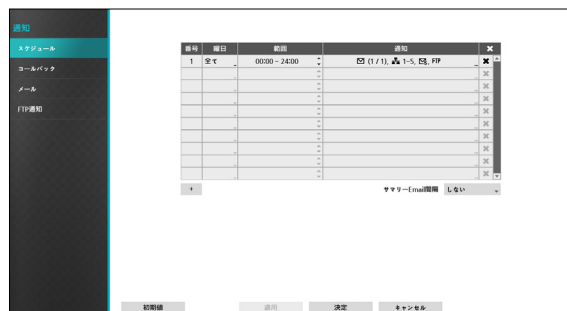 通知
スケジュール
コールバック
メール
FTP通知
番号 曜日 範囲 通知
1 全て 00:00 ~ 24:00 (1 / 1), 1~5, , FTP
+
サマリーEmail間隔 しない
初期値 適用 決定 キャンセル